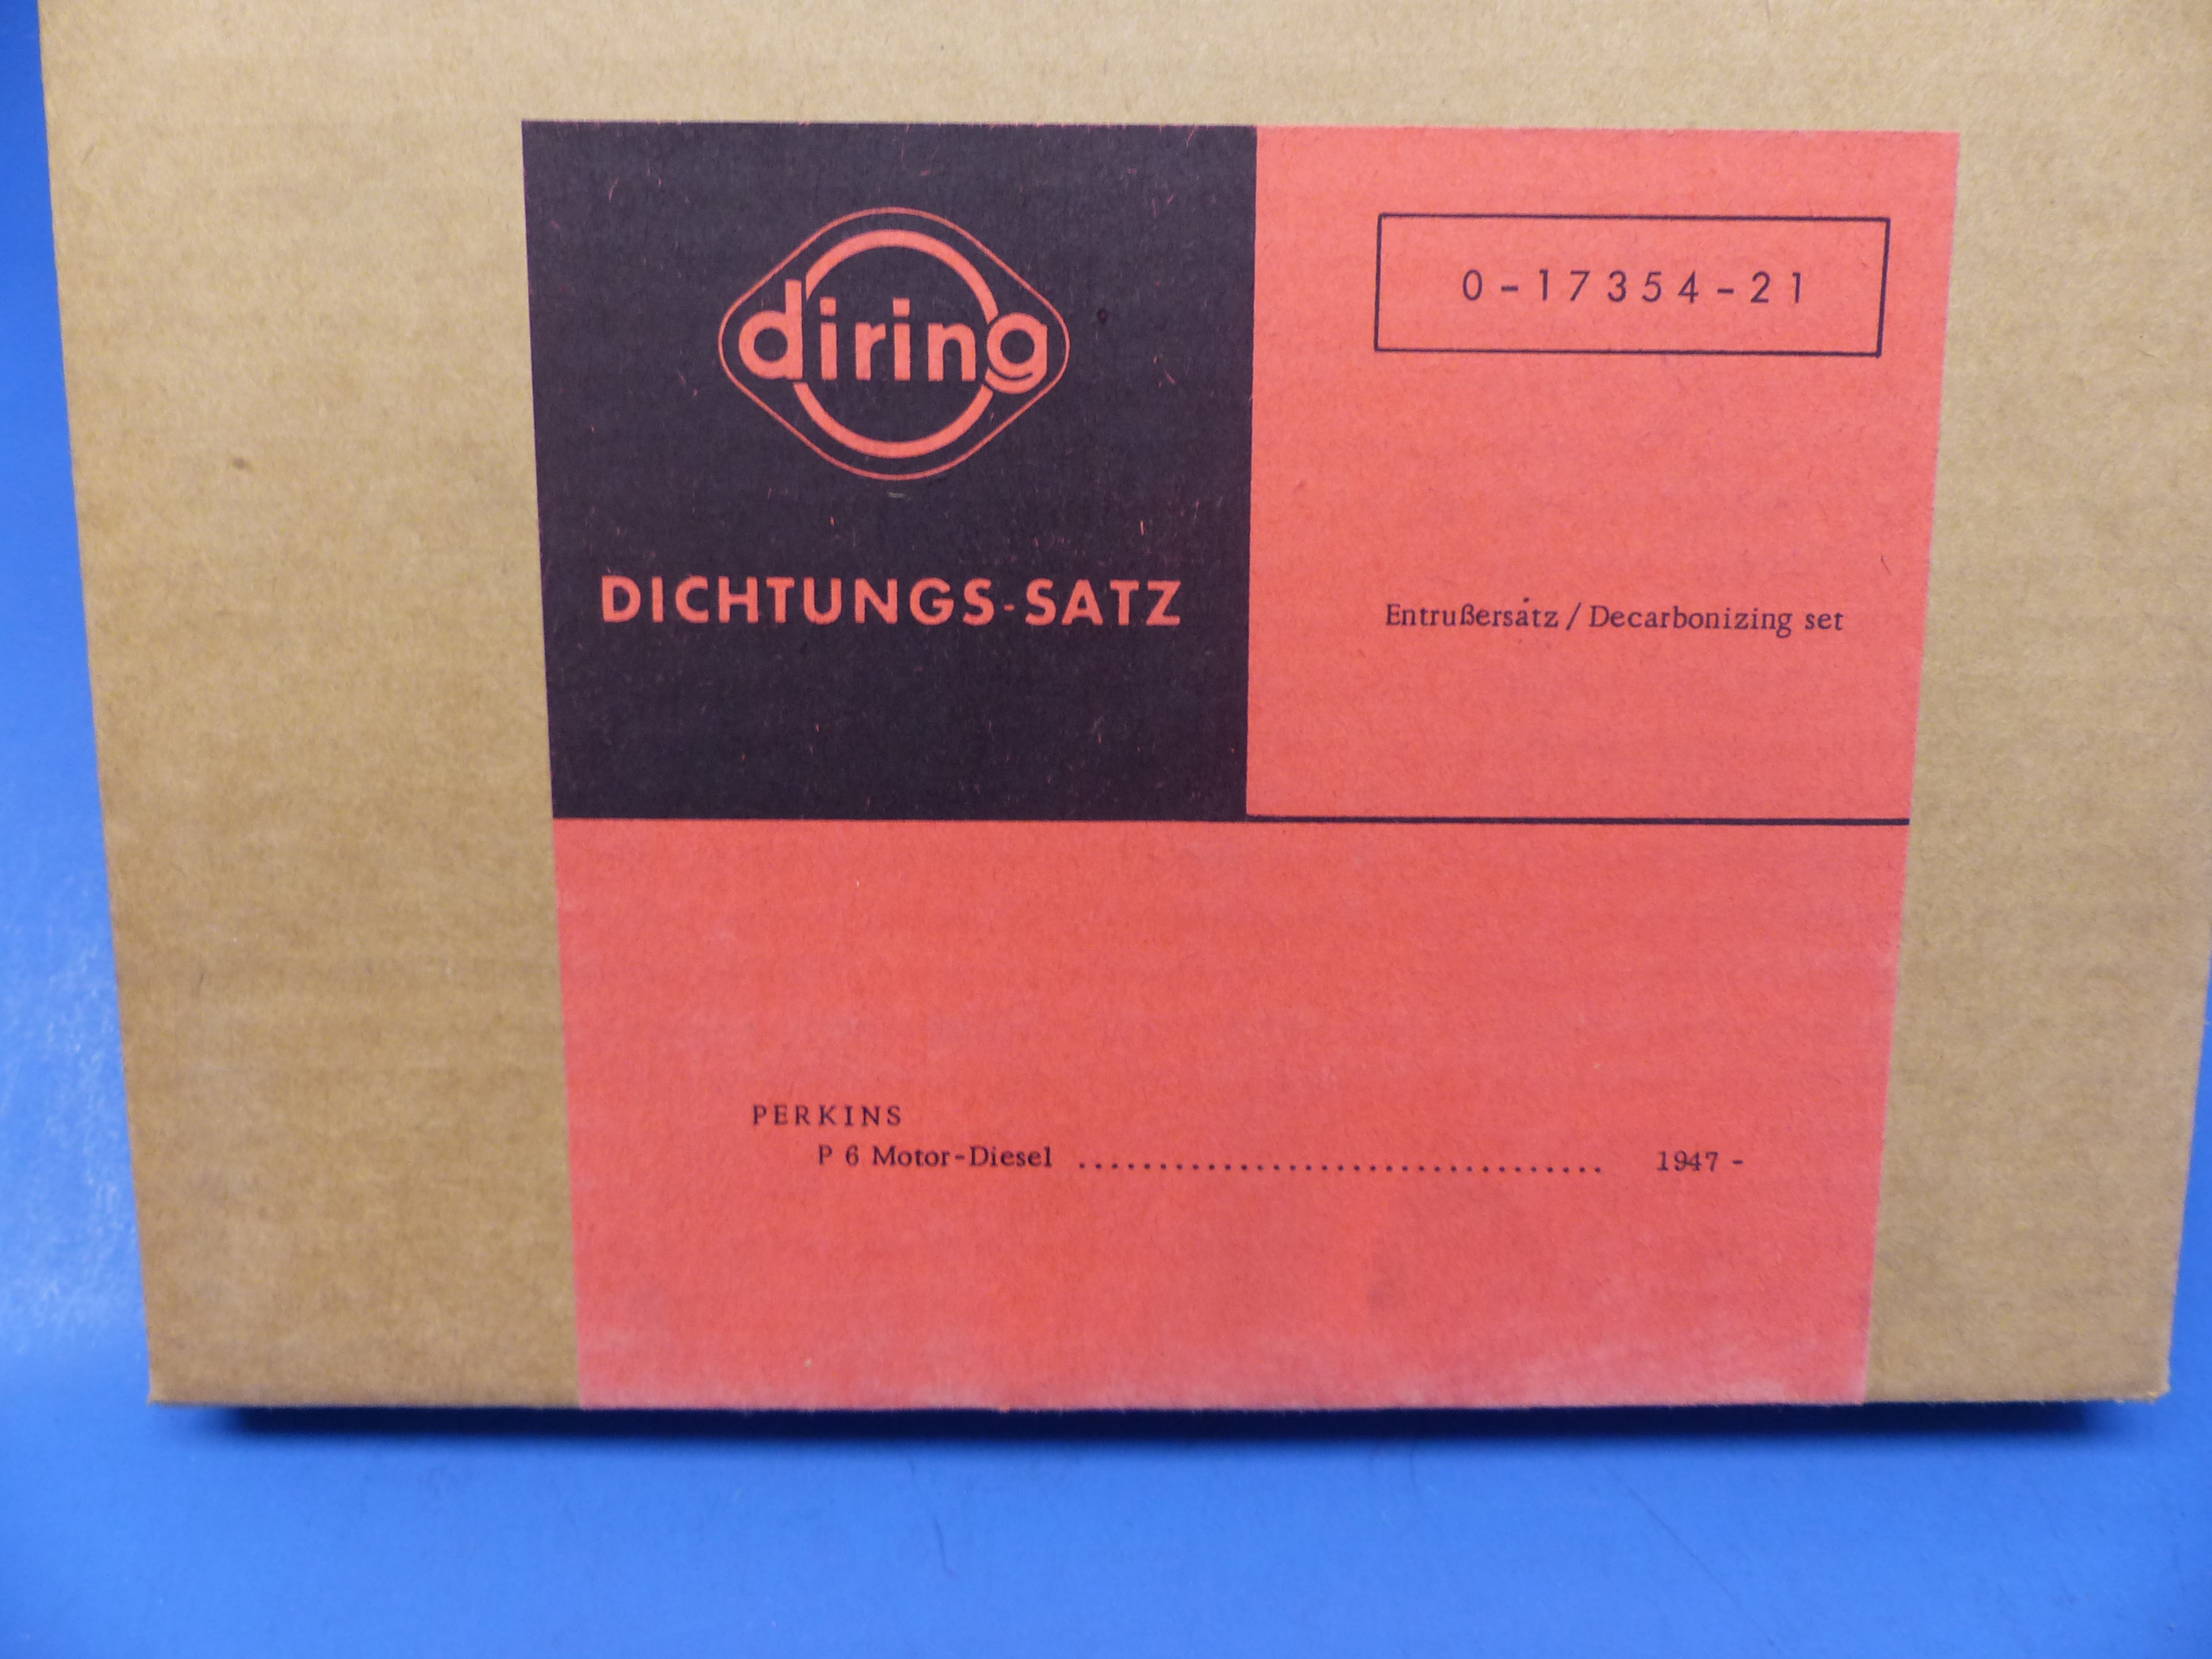 diring
DICHTUNGS-SATZ
0-17354-21
Entrußersatz / Decarbonizing set
PERKINS
P 6 Motor-Diesel ................................. 1947 -